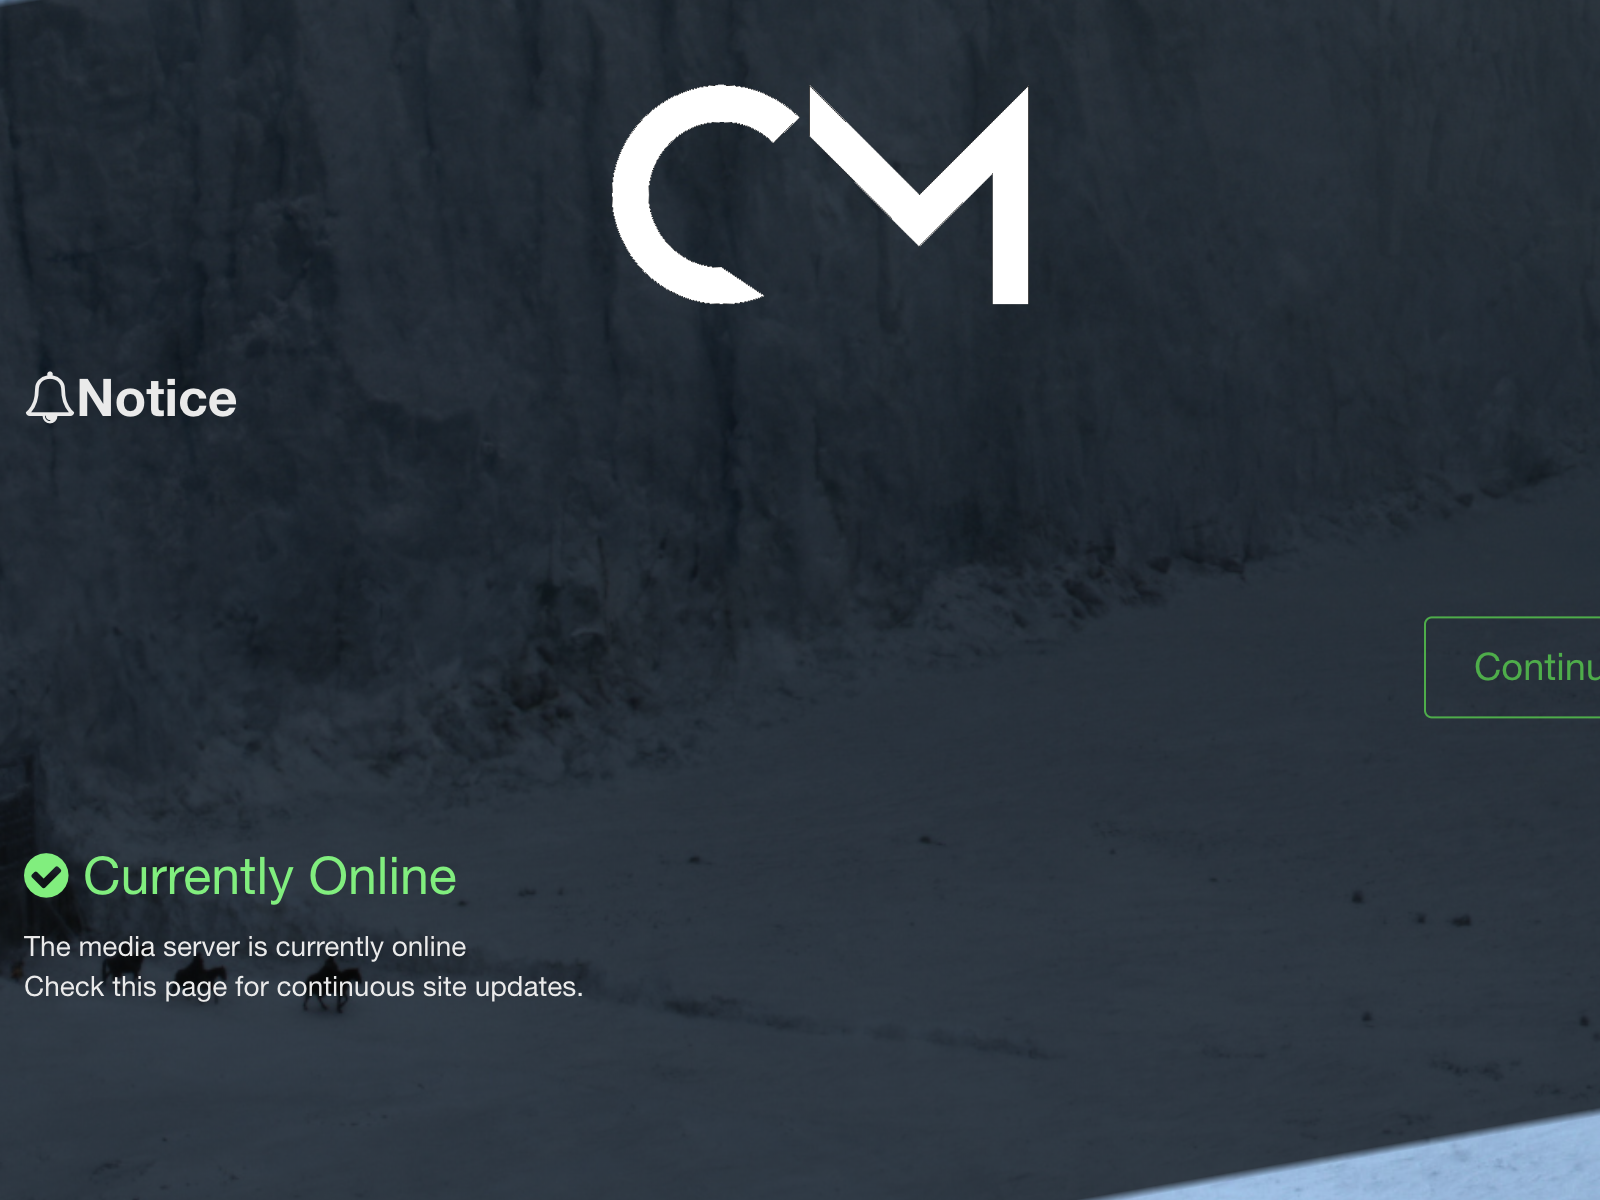 CM
Notice
Continu
Currently Online
The media server is currently online
Check this page for continuous site updates.